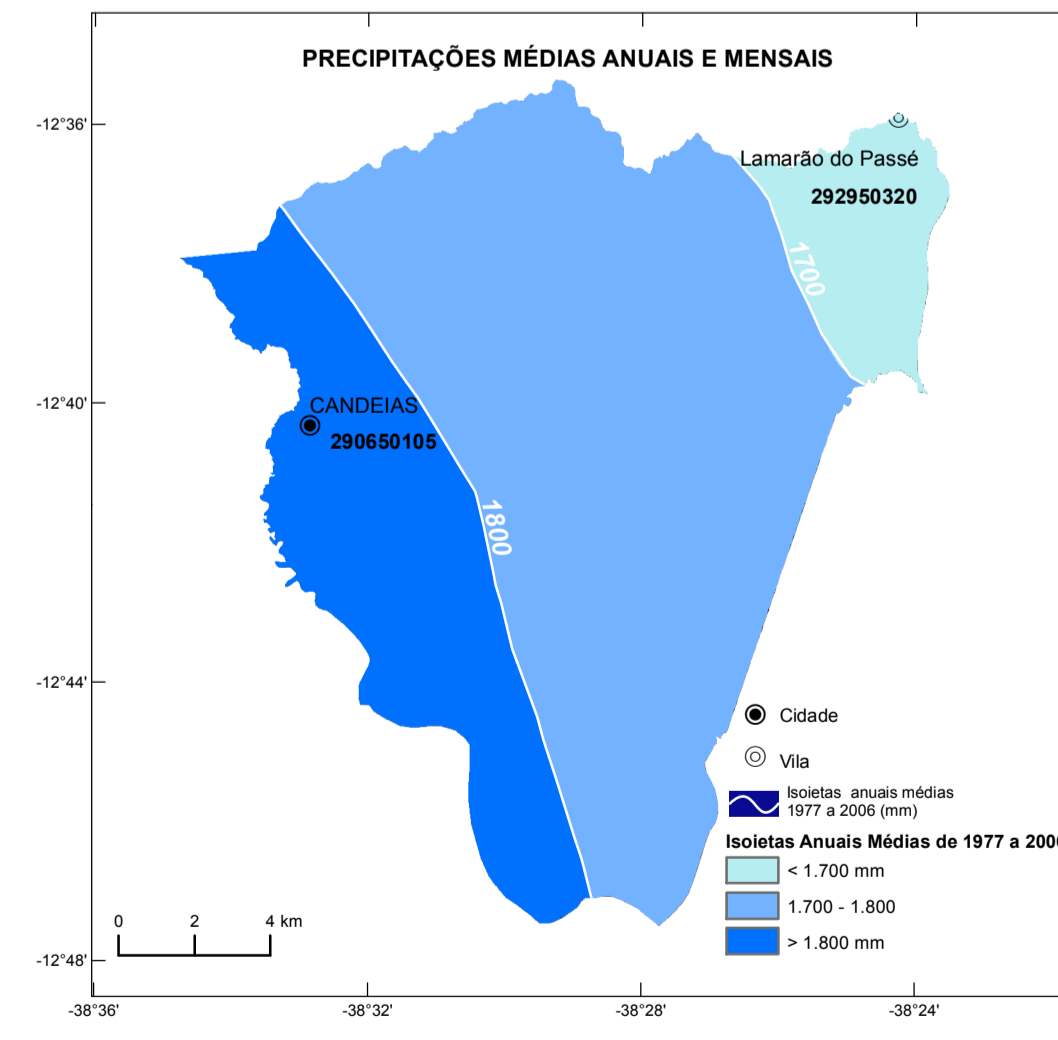 PRECIPITAÇÕES MÉDIAS ANUAIS E MENSAIS
-12°36'
Lamarão do Passé
292950320
1700
-12°40'
CANDEIAS
290650105
1800
-12°44'
Cidade
Vila
Isoietas anuais médias
1977 a 2006 (mm)
Isoietas Anuais Médias de 1977 a 200
< 1.700 mm
1.700 - 1.800
> 1.800 mm
0 2 4 km
-12°48'
-38°36' -38°32' -38°28' -38°24'